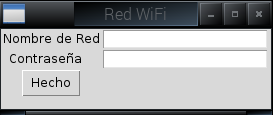 Red WiFi
Nombre de Red
Contraseña
Hecho